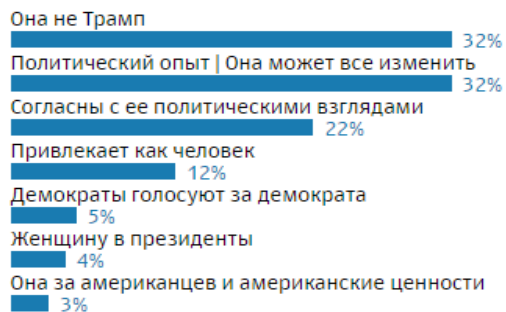 Она не Трамп
32%
Политический опыт | Она может все изменить
32%
Согласны с ее политическими взглядами
22%
Привлекает как человек
12%
Демократы голосуют за демократа
5%
Женщину в президенты
4%
Она за американцев и американские ценности
3%